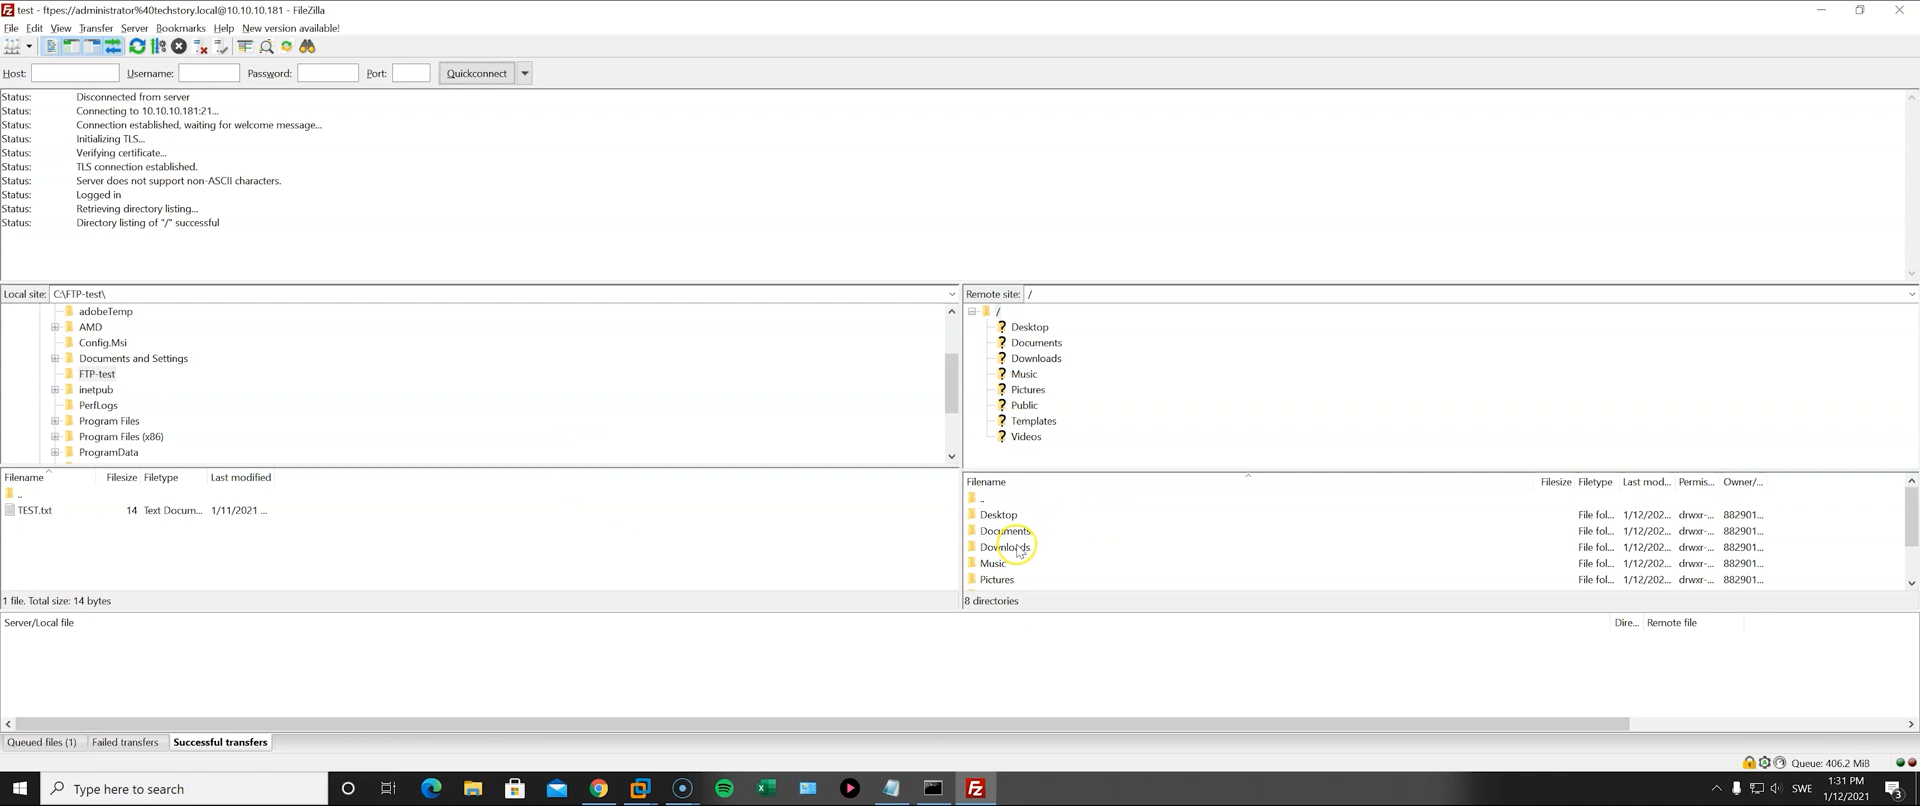 test - ftpes://administrator%40techstory.local@10.10.10.181 - FileZilla
File Edit View Transfer Server Bookmarks Help New version available!
Host: Username: Password: Port: Quickconnect
Status: Disconnected from server
Status: Connecting to 10.10.10.181:21...
Status: Connection established, waiting for welcome message...
Status: Initializing TLS...
Status: Verifying certificate...
Status: TLS connection established.
Status: Server does not support non-ASCII characters.
Status: Logged in
Status: Retrieving directory listing...
Status: Directory listing of "/" successful
Local site: C:\FTP-test\
adobeTemp
AMD
Config.Msi
Documents and Settings
FTP-test
inetpub
PerfLogs
Program Files
Program Files (x86)
ProgramData
Filename Filesize Filetype Last modified
..
TEST.txt 14 Text Docum... 1/11/2021 ...
1 file. Total size: 14 bytes
Remote site: /
/
? Desktop
? Documents
? Downloads
? Music
? Pictures
? Public
? Templates
? Videos
Filename Filesize Filetype Last mod... Permis... Owner/...
..
Desktop File fol... 1/12/202... drwxr-... 882901...
Documents File fol... 1/12/202... drwxr-... 882901...
Downloads File fol... 1/12/202... drwxr-... 882901...
Music File fol... 1/12/202... drwxr-... 882901...
Pictures File fol... 1/12/202... drwxr-... 882901...
8 directories
Server/Local file Dire... Remote file
Queued files (1) Failed transfers Successful transfers
Queue: 406.2 MiB
Type here to search
SWE
1:31 PM
1/12/2021
3